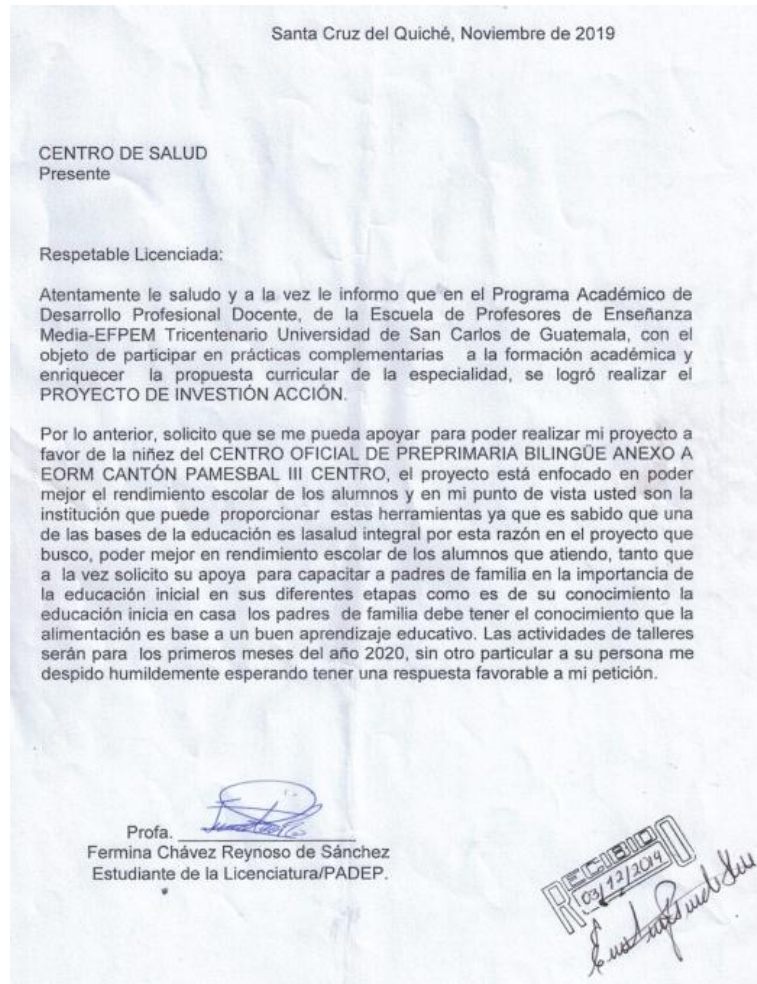 Santa Cruz del Quiché, Noviembre de 2019
CENTRO DE SALUD
Presente
Respetable Licenciada:
Atentamente le saludo y a la vez le informo que en el Programa Académico de
Desarrollo Profesional Docente, de la Escuela de Profesores de Enseñanza
Media-EFPEM Tricentenario Universidad de San Carlos de Guatemala, con el
objeto de participar en prácticas complementarias a la formación académica y
enriquecer la propuesta curricular de la especialidad, se logró realizar el
PROYECTO DE INVESTIÓN ACCIÓN.
Por lo anterior, solicito que se me pueda apoyar para poder realizar mi proyecto a
favor de la niñez del CENTRO OFICIAL DE PREPRIMARIA BILINGÜE ANEXO A
EORM CANTÓN PAMESBAL III CENTRO, el proyecto está enfocado en poder
mejor el rendimiento escolar de los alumnos y en mi punto de vista usted son la
institución que puede proporcionar estas herramientas ya que es sabido que una
de las bases de la educación es lasalud integral por esta razón en el proyecto que
busco, poder mejor en rendimiento escolar de los alumnos que atiendo, tanto que
a la vez solicito su apoya para capacitar a padres de familia en la importancia de
la educación inicial en sus diferentes etapas como es de su conocimiento la
educación inicia en casa los padres de familia debe tener el conocimiento que la
alimentación es base a un buen aprendizaje educativo. Las actividades de talleres
serán para los primeros meses del año 2020, sin otro particular a su persona me
despido humildemente esperando tener una respuesta favorable a mi petición.
Profa.
Fermina Chávez Reynoso de Sánchez
Estudiante de la Licenciatura/PADEP.
RECIBIDO
03/12/2019